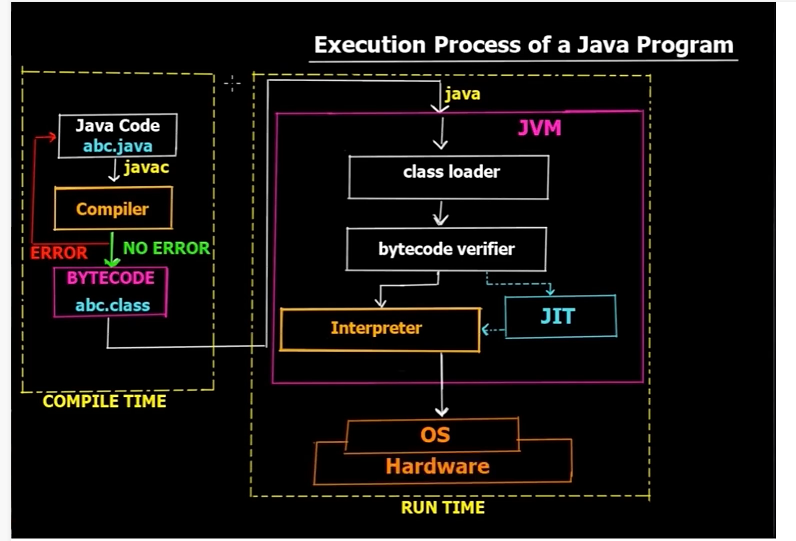 Execution Process of a Java Program
Java Code
abc.java
javac
Compiler
ERROR
NO ERROR
BYTECODE
abc.class
COMPILE TIME
java
JVM
class loader
bytecode verifier
Interpreter
JIT
OS
Hardware
RUN TIME